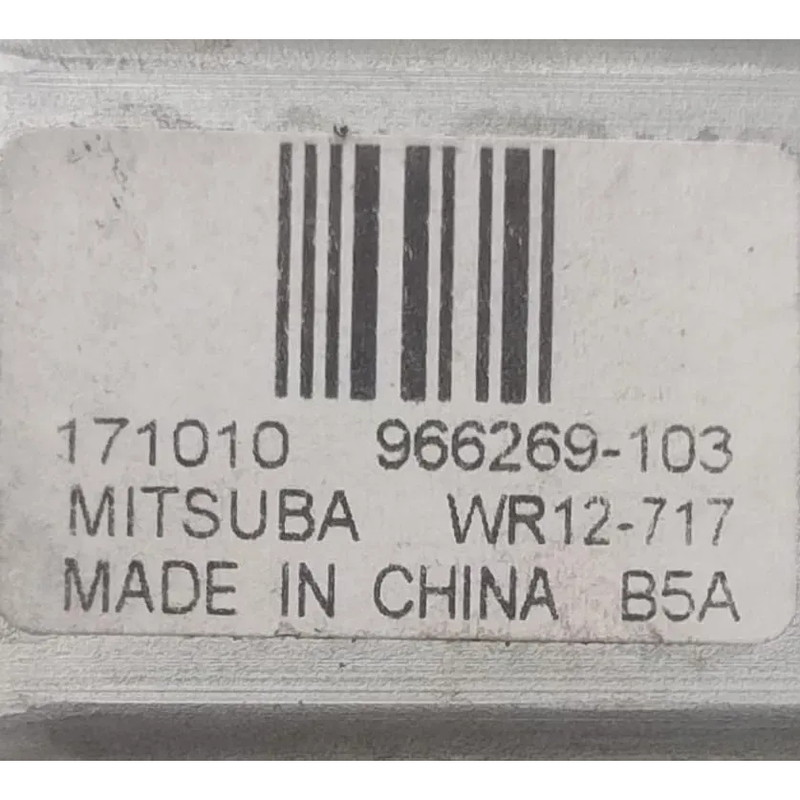 171010 966269-103
MITSUBA WR12-717
MADE IN CHINA B5A